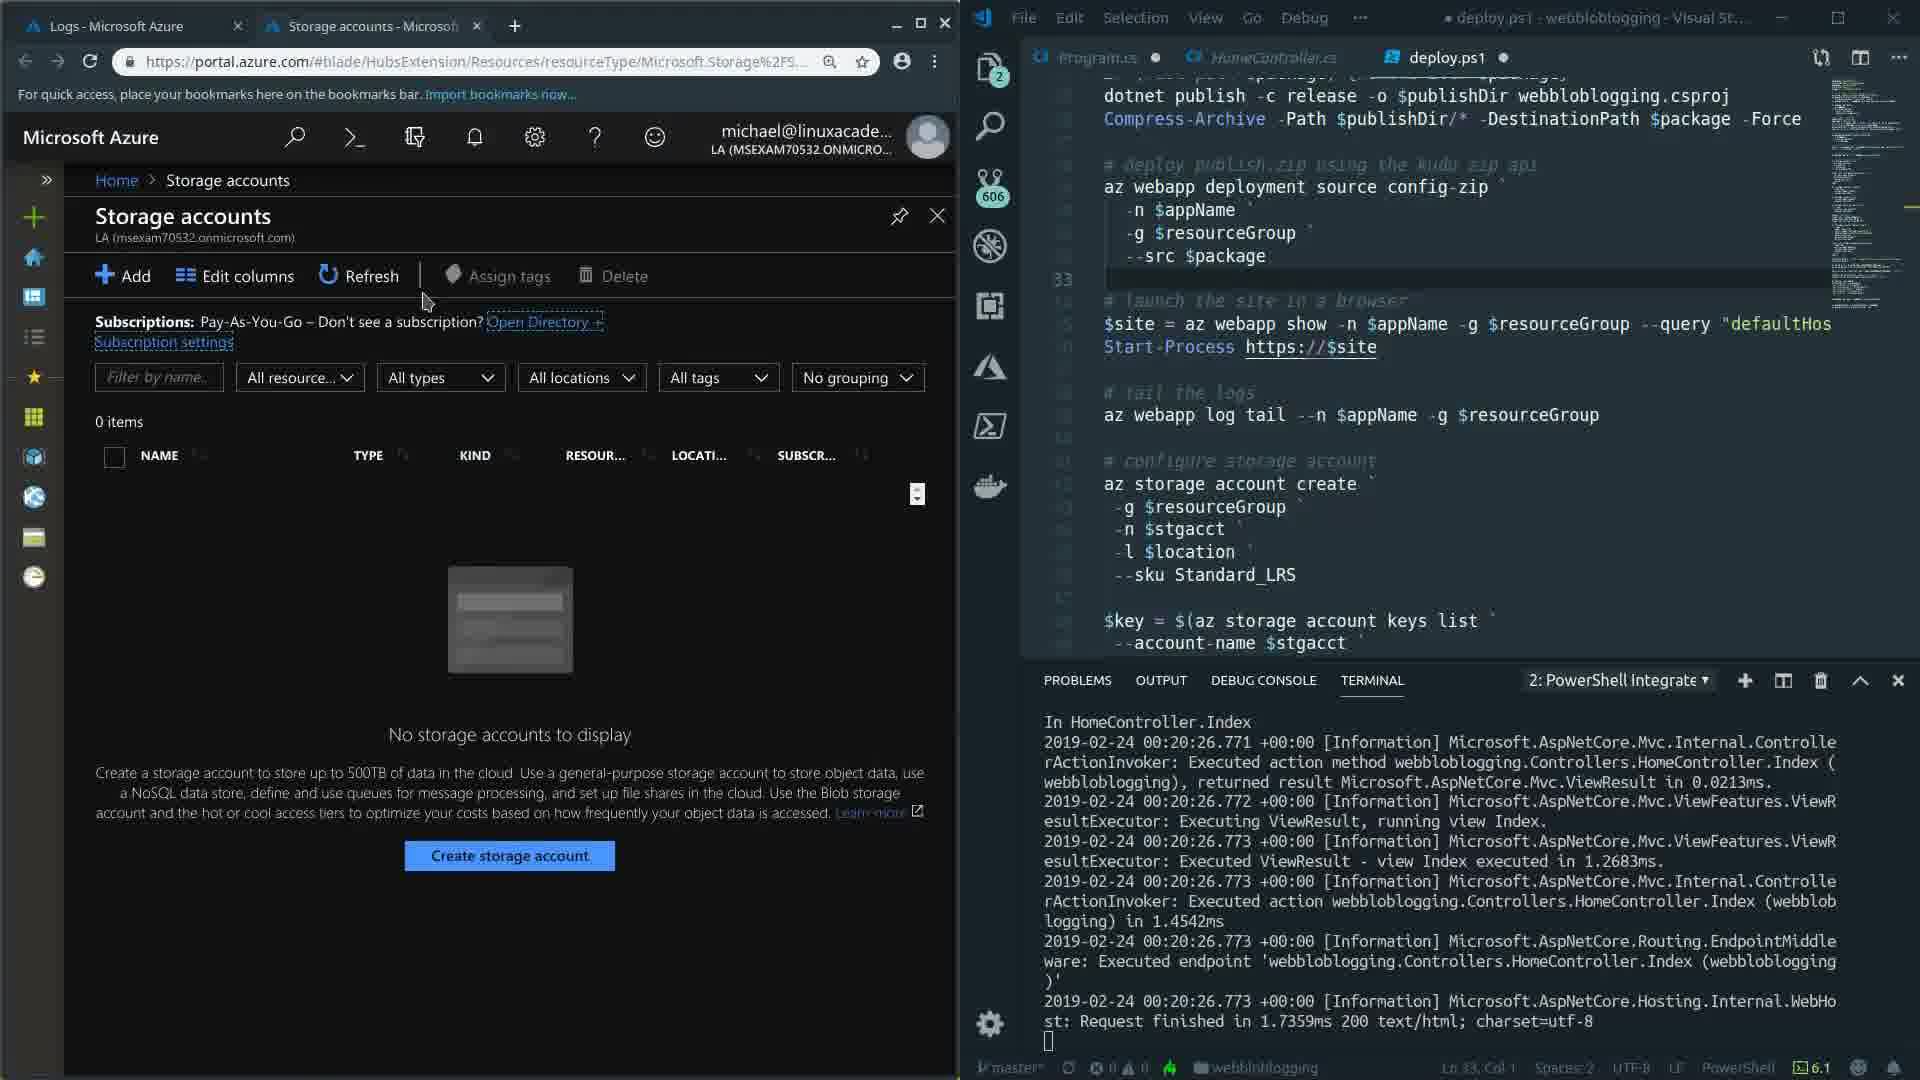 Logs - Microsoft Azure
Storage accounts - Microsoft
https://portal.azure.com/#blade/HubsExtension/Resources/resourceType/Microsoft.Storage%2FS...
For quick access, place your bookmarks here on the bookmarks bar. Import bookmarks now...
Microsoft Azure
michael@linuxacade...
LA (MSEXAM70532.ONMICRO...
Home > Storage accounts
Storage accounts
LA (msexam70532.onmicrosoft.com)
Add
Edit columns
Refresh
Assign tags
Delete
Subscriptions: Pay-As-You-Go – Don't see a subscription? Open Directory +
Subscription settings
Filter by name...
All resource...
All types
All locations
All tags
No grouping
0 items
NAME
TYPE
KIND
RESOUR...
LOCATI...
SUBSCR...
No storage accounts to display
Create a storage account to store up to 500TB of data in the cloud. Use a general-purpose storage account to store object data, use
a NoSQL data store, define and use queues for message processing, and set up file shares in the cloud. Use the Blob storage
account and the hot or cool access tiers to optimize your costs based on how frequently your object data is accessed. Learn more
Create storage account
File Edit Selection View Go Debug ...
● deploy.ps1 - webbloblogging - Visual St...
Program.cs
HomeController.cs
deploy.ps1
2
606
dotnet publish -c release -o $publishDir webbloblogging.csproj
Compress-Archive -Path $publishDir/* -DestinationPath $package -Force
# deploy publish.zip using the kudu zip api
az webapp deployment source config-zip `
-n $appName `
-g $resourceGroup `
--src $package
33
# launch the site in a browser
$site = az webapp show -n $appName -g $resourceGroup --query "defaultHos
Start-Process https://$site
# tail the logs
az webapp log tail --n $appName -g $resourceGroup
# configure storage account
az storage account create `
-g $resourceGroup `
-n $stgacct `
-l $location `
--sku Standard_LRS
$key = $(az storage account keys list `
--account-name $stgacct `
PROBLEMS
OUTPUT
DEBUG CONSOLE
TERMINAL
2: PowerShell Integrate
In HomeController.Index
2019-02-24 00:20:26.771 +00:00 [Information] Microsoft.AspNetCore.Mvc.Internal.Controlle
rActionInvoker: Executed action method webbloblogging.Controllers.HomeController.Index (
webbloblogging), returned result Microsoft.AspNetCore.Mvc.ViewResult in 0.0213ms.
2019-02-24 00:20:26.772 +00:00 [Information] Microsoft.AspNetCore.Mvc.ViewFeatures.ViewR
esultExecutor: Executing ViewResult, running view Index.
2019-02-24 00:20:26.773 +00:00 [Information] Microsoft.AspNetCore.Mvc.ViewFeatures.ViewR
esultExecutor: Executed ViewResult - view Index executed in 1.2683ms.
2019-02-24 00:20:26.773 +00:00 [Information] Microsoft.AspNetCore.Mvc.Internal.Controlle
rActionInvoker: Executed action webbloblogging.Controllers.HomeController.Index (webblob
logging) in 1.4542ms
2019-02-24 00:20:26.773 +00:00 [Information] Microsoft.AspNetCore.Routing.EndpointMiddle
ware: Executed endpoint 'webbloblogging.Controllers.HomeController.Index (webbloblogging
)'
2019-02-24 00:20:26.773 +00:00 [Information] Microsoft.AspNetCore.Hosting.Internal.WebHo
st: Request finished in 1.7359ms 200 text/html; charset=utf-8
master*
0
0
webbloblogging
Ln 33, Col 1
Spaces: 2
UTF-8
LF
PowerShell
6.1